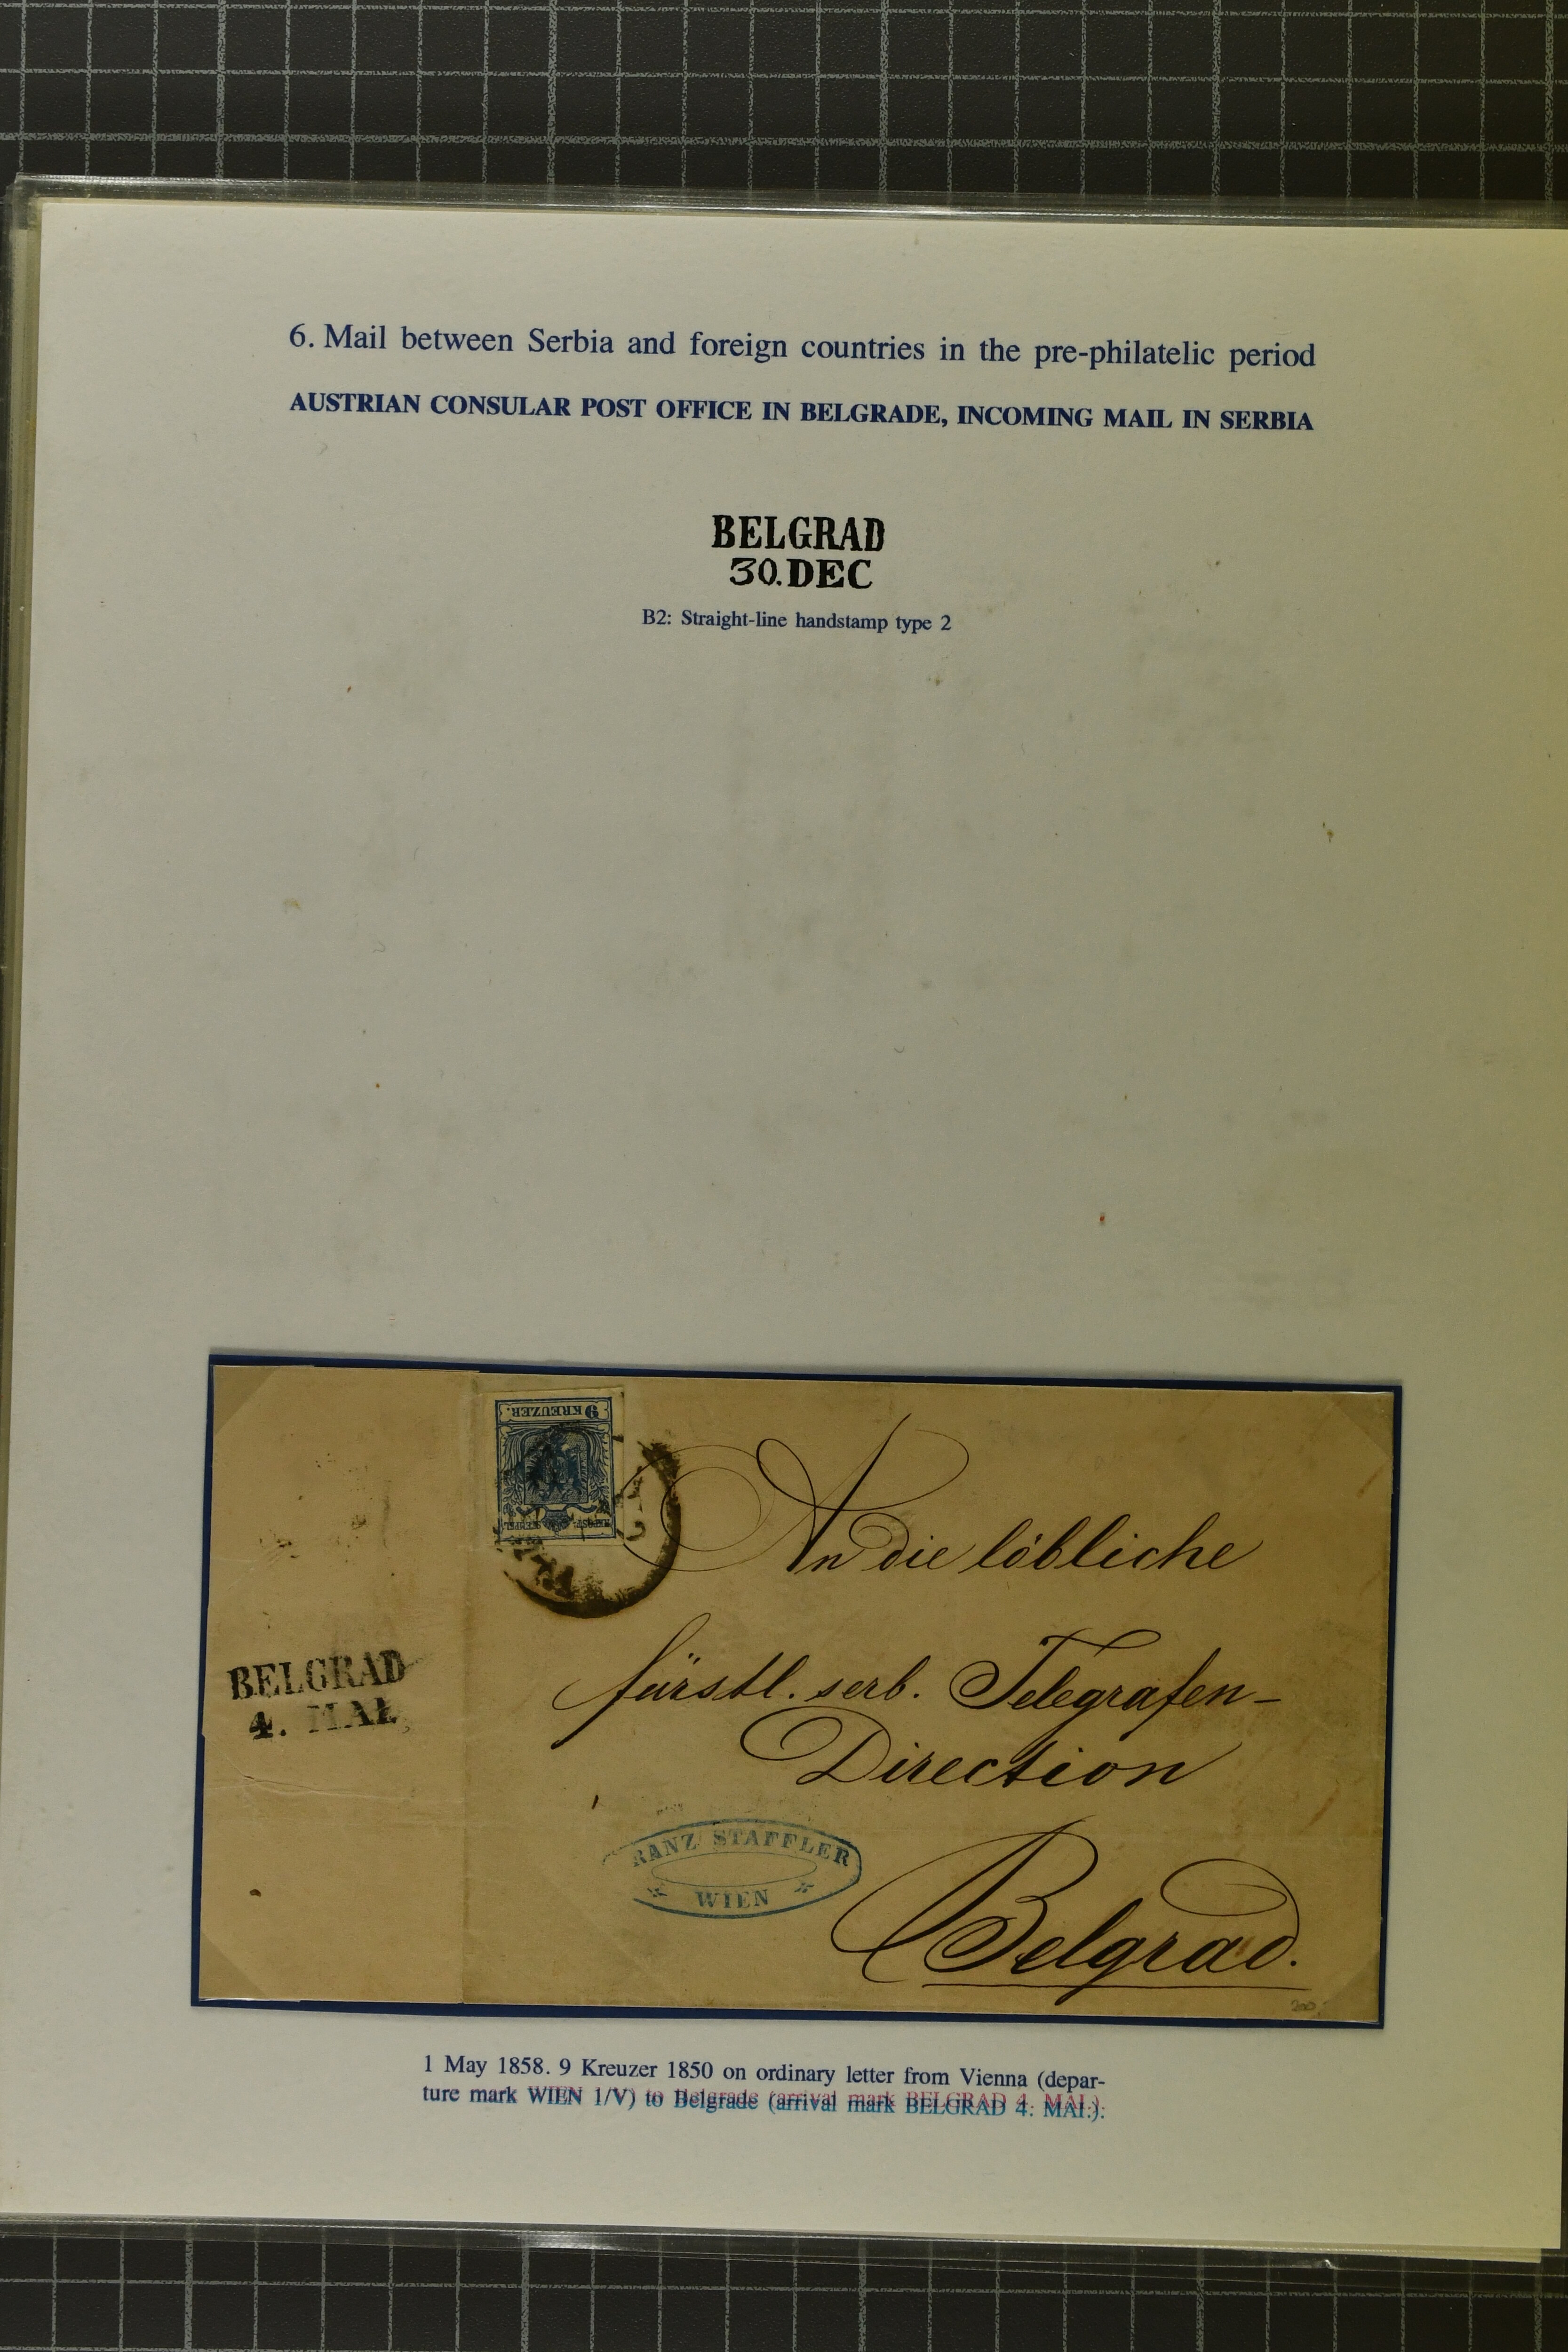 6. Mail between Serbia and foreign countries in the pre-philatelic period
AUSTRIAN CONSULAR POST OFFICE IN BELGRADE, INCOMING MAIL IN SERBIA
BELGRAD
30.DEC
B2: Straight-line handstamp type 2
9 KREUZER.
An die löbliche
fürstl. serb. Telegrafen-
Direction
Belgrad.
BELGRAD
4. MAI.
RANZ STAFFLER
WIEN
1 May 1858. 9 Kreuzer 1850 on ordinary letter from Vienna (depar-
ture mark WIEN 1/V) to Belgrade (arrival mark BELGRAD 4. MAI.).